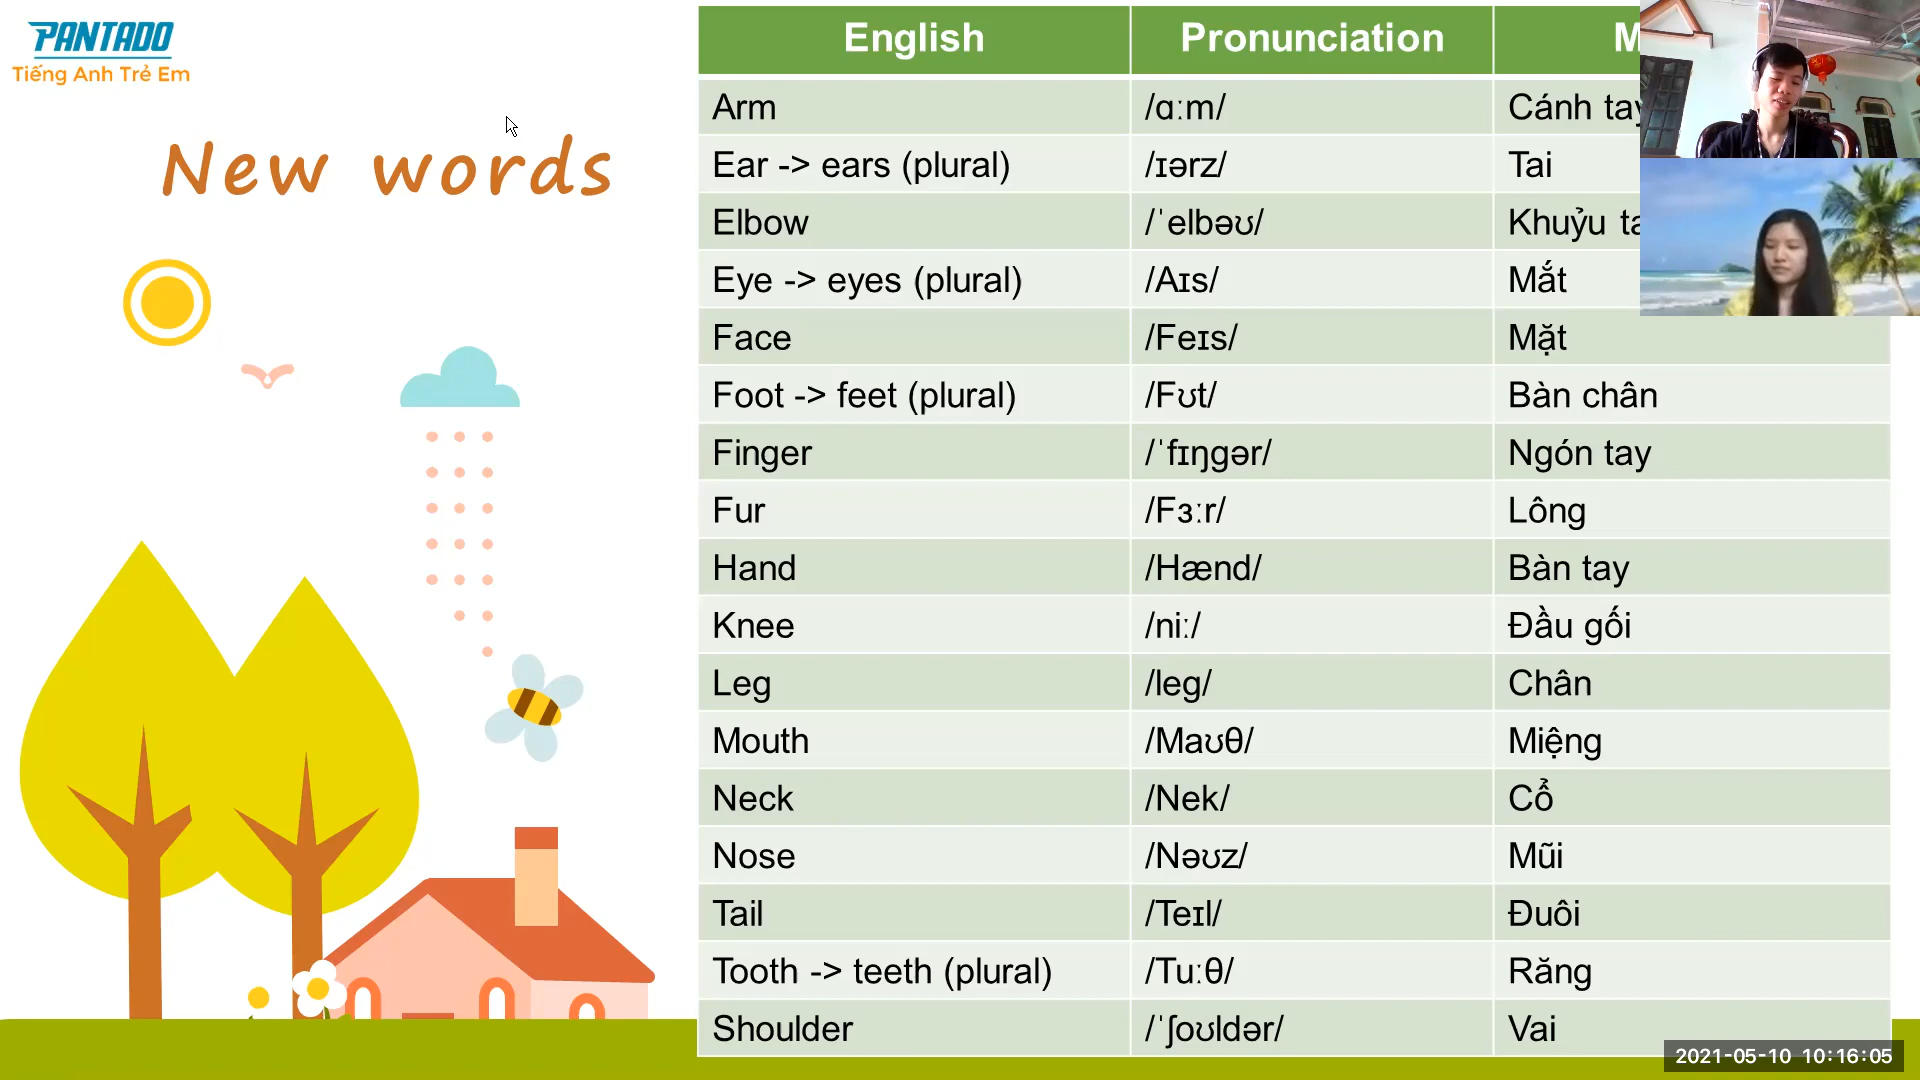 PANTADO
Tiếng Anh Trẻ Em
New words
English Pronunciation
Arm /ɑːm/ Cánh tay
Ear -> ears (plural) /ɪərz/ Tai
Elbow /ˈelbəʊ/ Khuỷu
Eye -> eyes (plural) /Aɪs/ Mắt
Face /Feɪs/ Mặt
Foot -> feet (plural) /Fʊt/ Bàn chân
Finger /ˈfɪŋgər/ Ngón tay
Fur /Fɜːr/ Lông
Hand /Hænd/ Bàn tay
Knee /niː/ Đầu gối
Leg /leg/ Chân
Mouth /Maʊθ/ Miệng
Neck /Nek/ Cổ
Nose /Nəʊz/ Mũi
Tail /Teɪl/ Đuôi
Tooth -> teeth (plural) /Tuːθ/ Răng
Shoulder /ˈʃoʊldər/ Vai
2021-05-10 10:16:05